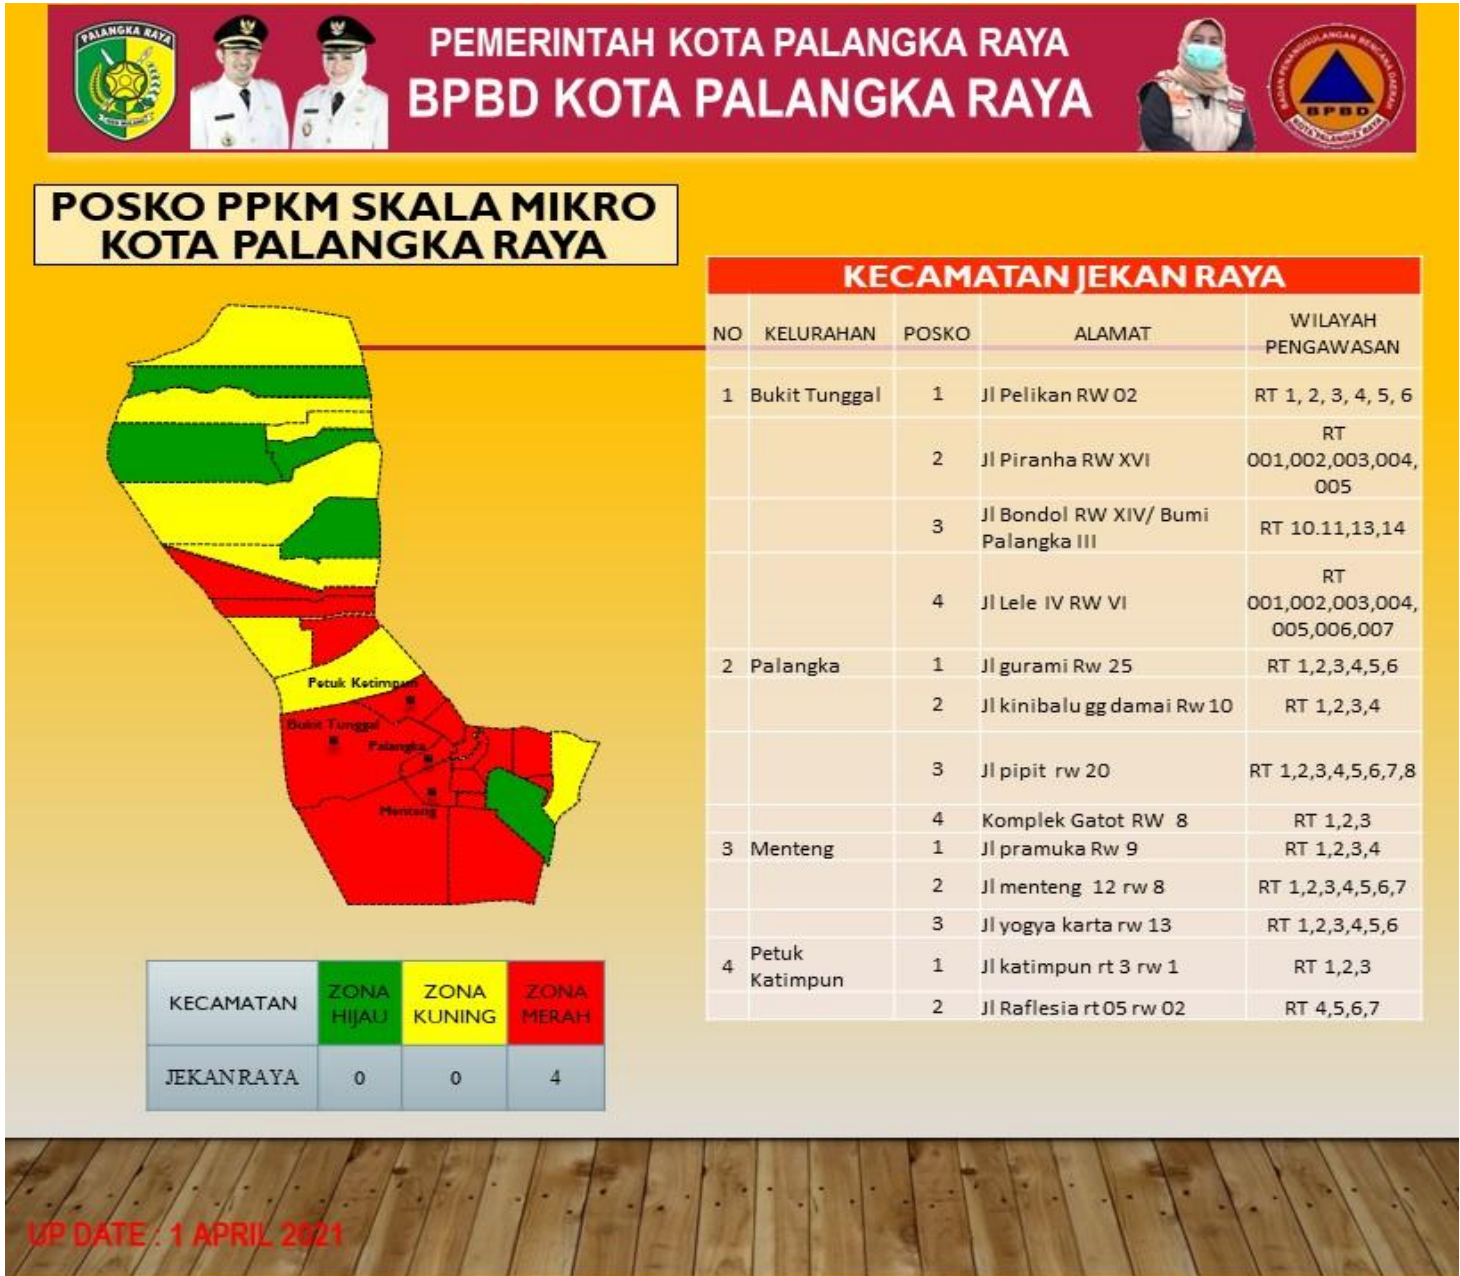 PALANGKA RAYA
PEMERINTAH KOTA PALANGKA RAYA
BPBD KOTA PALANGKA RAYA
BADAN PENANGGULANGAN BENCANA DAERAH
BPBD
KOTA PALANGKA RAYA
POSKO PPKM SKALA MIKRO
KOTA PALANGKA RAYA
KECAMATAN JEKAN RAYA
NO KELURAHAN POSKO ALAMAT WILAYAH PENGAWASAN
1 Bukit Tunggal 1 Jl Pelikan RW 02 RT 1, 2, 3, 4, 5, 6
2 Jl Piranha RW XVI RT 001,002,003,004, 005
3 Jl Bondol RW XIV/ Bumi Palangka III RT 10.11,13,14
4 Jl Lele IV RW VI RT 001,002,003,004, 005,006,007
2 Palangka 1 Jl gurami Rw 25 RT 1,2,3,4,5,6
2 Jl kinibalu gg damai Rw 10 RT 1,2,3,4
3 Jl pipit rw 20 RT 1,2,3,4,5,6,7,8
4 Komplek Gatot RW 8 RT 1,2,3
3 Menteng 1 Jl pramuka Rw 9 RT 1,2,3,4
2 Jl menteng 12 rw 8 RT 1,2,3,4,5,6,7
3 Jl yogya karta rw 13 RT 1,2,3,4,5,6
4 Petuk Katimpun 1 Jl katimpun rt 3 rw 1 RT 1,2,3
2 Jl Raflesia rt 05 rw 02 RT 4,5,6,7
Petuk Ketimpun
Bukit Tunggal
Palangka
Menteng
KECAMATAN ZONA HIJAU ZONA KUNING ZONA MERAH
JEKAN RAYA 0 0 4
UP DATE : 1 APRIL 2021